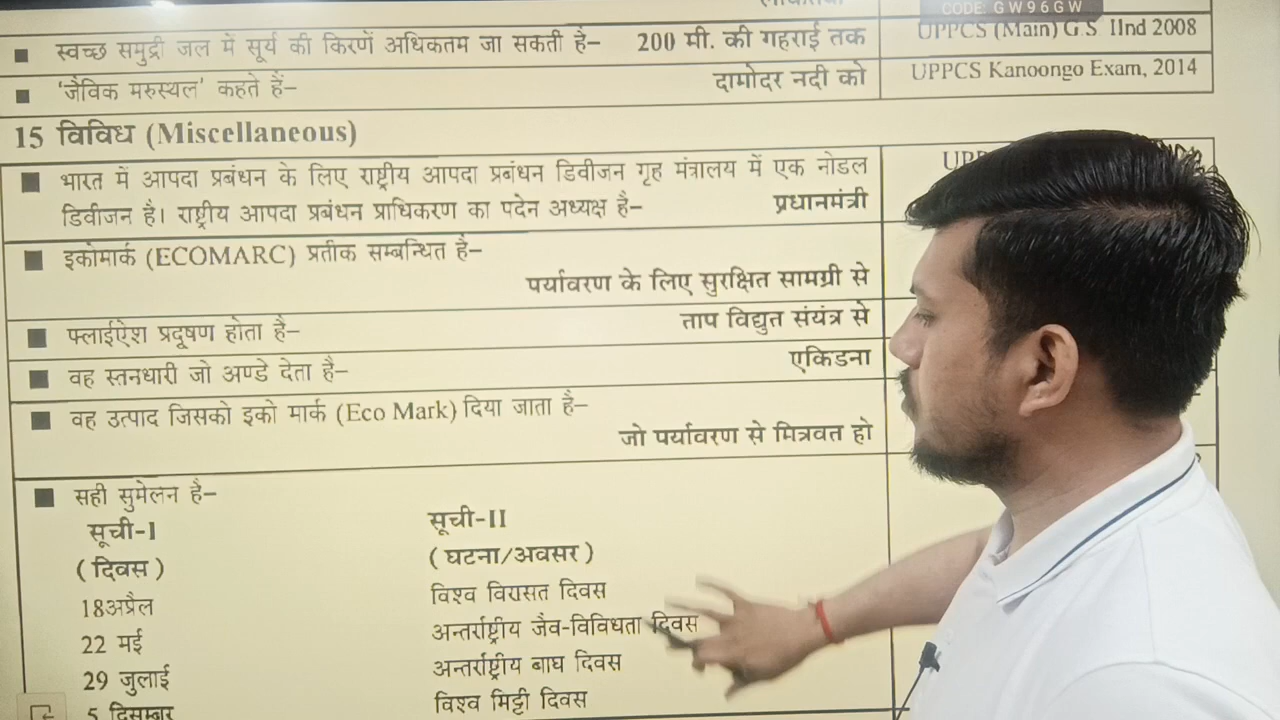 CODE: GW96GW
■ स्वच्छ समुद्री जल में सूर्य की किरणें अधिकतम जा सकती है– 200 मी. की गहराई तक UPPCS (Main) G.S IInd 2008
■ 'जैविक मरुस्थल' कहते हैं– दामोदर नदी को UPPCS Kanoongo Exam, 2014
15 विविध (Miscellaneous)
■ भारत में आपदा प्रबंधन के लिए राष्ट्रीय आपदा प्रबंधन डिवीजन गृह मंत्रालय में एक नोडल
डिवीजन है। राष्ट्रीय आपदा प्रबंधन प्राधिकरण का पदेन अध्यक्ष है– प्रधानमंत्री
■ इकोमार्क (ECOMARC) प्रतीक सम्बन्धित है–
पर्यावरण के लिए सुरक्षित सामग्री से
■ फ्लाईऐश प्रदूषण होता है– ताप विद्युत संयंत्र से
■ वह स्तनधारी जो अण्डे देता है– एकिडना
■ वह उत्पाद जिसको इको मार्क (Eco Mark) दिया जाता है–
जो पर्यावरण से मित्रवत हो
■ सही सुमेलन है–
सूची-I सूची-II
(दिवस) (घटना/अवसर)
18अप्रैल विश्व विरासत दिवस
22 मई अन्तर्राष्ट्रीय जैव-विविधता दिवस
29 जुलाई अन्तर्राष्ट्रीय बाघ दिवस
5 दिसम्बर विश्व मिट्टी दिवस